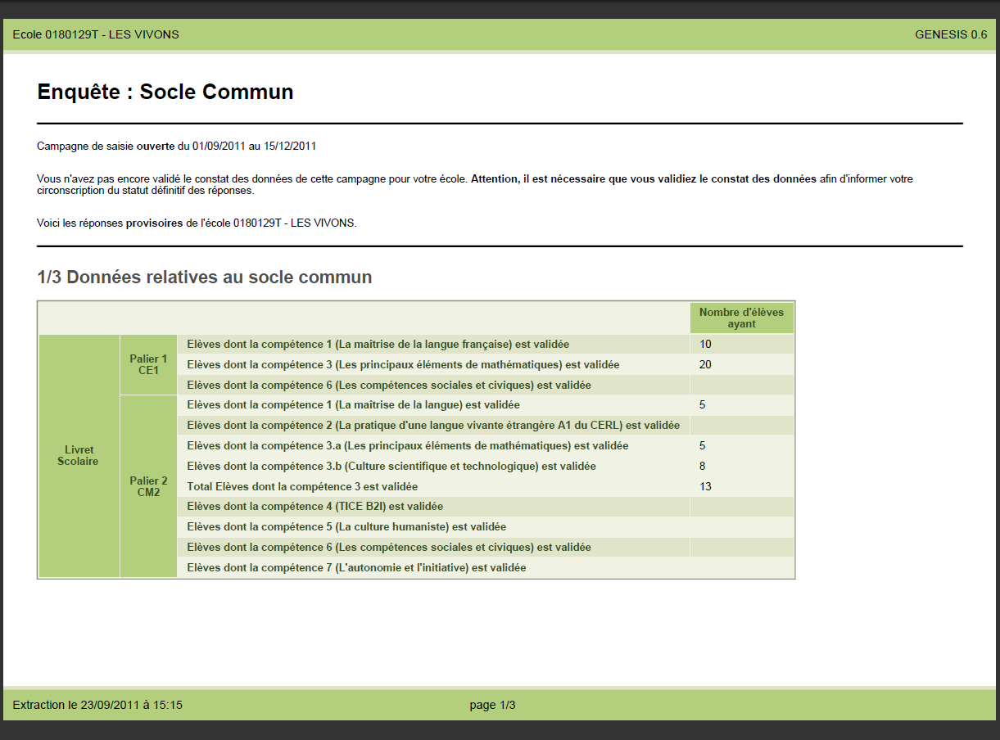 Ecole 0180129T - LES VIVONS GENESIS 0.6
Enquête : Socle Commun
Campagne de saisie ouverte du 01/09/2011 au 15/12/2011
Vous n'avez pas encore validé le constat des données de cette campagne pour votre école. Attention, il est nécessaire que vous validiez le constat des données afin d'informer votre
circonscription du statut définitif des réponses.
Voici les réponses provisoires de l'école 0180129T - LES VIVONS.
1/3 Données relatives au socle commun
Nombre d'élèves
ayant
Livret
Scolaire
Palier 1
CE1
Elèves dont la compétence 1 (La maîtrise de la langue française) est validée 10
Elèves dont la compétence 3 (Les principaux éléments de mathématiques) est validée 20
Elèves dont la compétence 6 (Les compétences sociales et civiques) est validée
Palier 2
CM2
Elèves dont la compétence 1 (La maîtrise de la langue) est validée 5
Elèves dont la compétence 2 (La pratique d'une langue vivante étrangère A1 du CERL) est validée
Elèves dont la compétence 3.a (Les principaux éléments de mathématiques) est validée 5
Elèves dont la compétence 3.b (Culture scientifique et technologique) est validée 8
Total Elèves dont la compétence 3 est validée 13
Elèves dont la compétence 4 (TICE B2I) est validée
Elèves dont la compétence 5 (La culture humaniste) est validée
Elèves dont la compétence 6 (Les compétences sociales et civiques) est validée
Elèves dont la compétence 7 (L'autonomie et l'initiative) est validée
Extraction le 23/09/2011 à 15:15 page 1/3